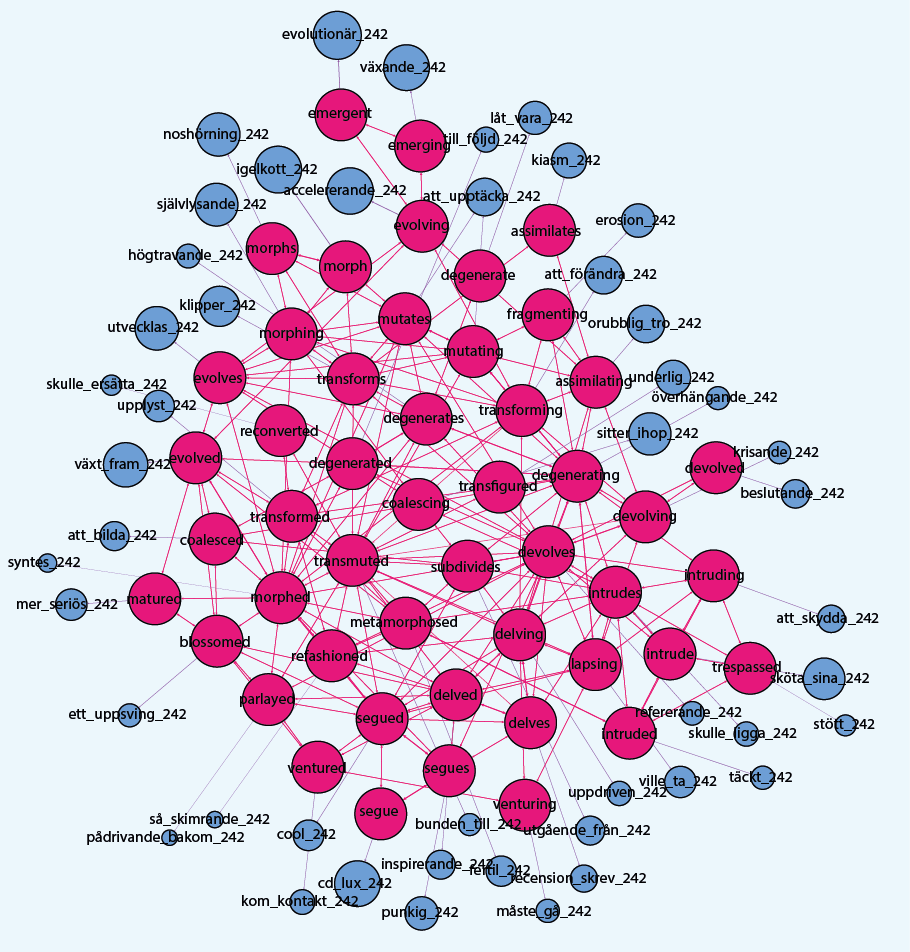 evolutionär_242
växande_242
emergent
låt_vara_242
noshörning_242
till_följd_242
emerging
kiasm_242
igelkott_242
accelererande_242
att_upptäcka_242
självlysande_242
erosion_242
evolving
assimilates
morphs
högtravande_242
morph
degenerate
att_förändra_242
klipper_242
fragmenting
mutates
orubblig_tro_242
utvecklas_242
morphing
mutating
evolves
transforms
assimilating
underlig_242
skulle_ersätta_242
överhängande_242
upplyst_242
transforming
degenerates
reconverted
sitter_ihop_242
krisande_242
växt_fram_242
evolved
degenerated
devolved
degenerating
transfigured
beslutande_242
coalescing
transformed
devolving
att_bilda_242
coalesced
devolves
syntes_242
transmuted
subdivides
intruding
intrudes
mer_seriös_242
matured
morphed
att_skydda_242
metamorphosed
blossomed
delving
refashioned
intrude
lapsing
trespassed
sköta_sina_242
parlayed
delved
ett_uppsving_242
refererande_242
segued
delves
stött_242
intruded
skulle_ligga_242
ventured
segues
täckt_242
ville_ta_242
uppdriven_242
venturing
segue
så_skimrande_242
bunden_till_242
utgående_från_242
pådrivande_bakom_242
cool_242
inspirerande_242
fertil_242
recension_skrev_242
cd_lux_242
kom_kontakt_242
punkig_242
måste_gå_242